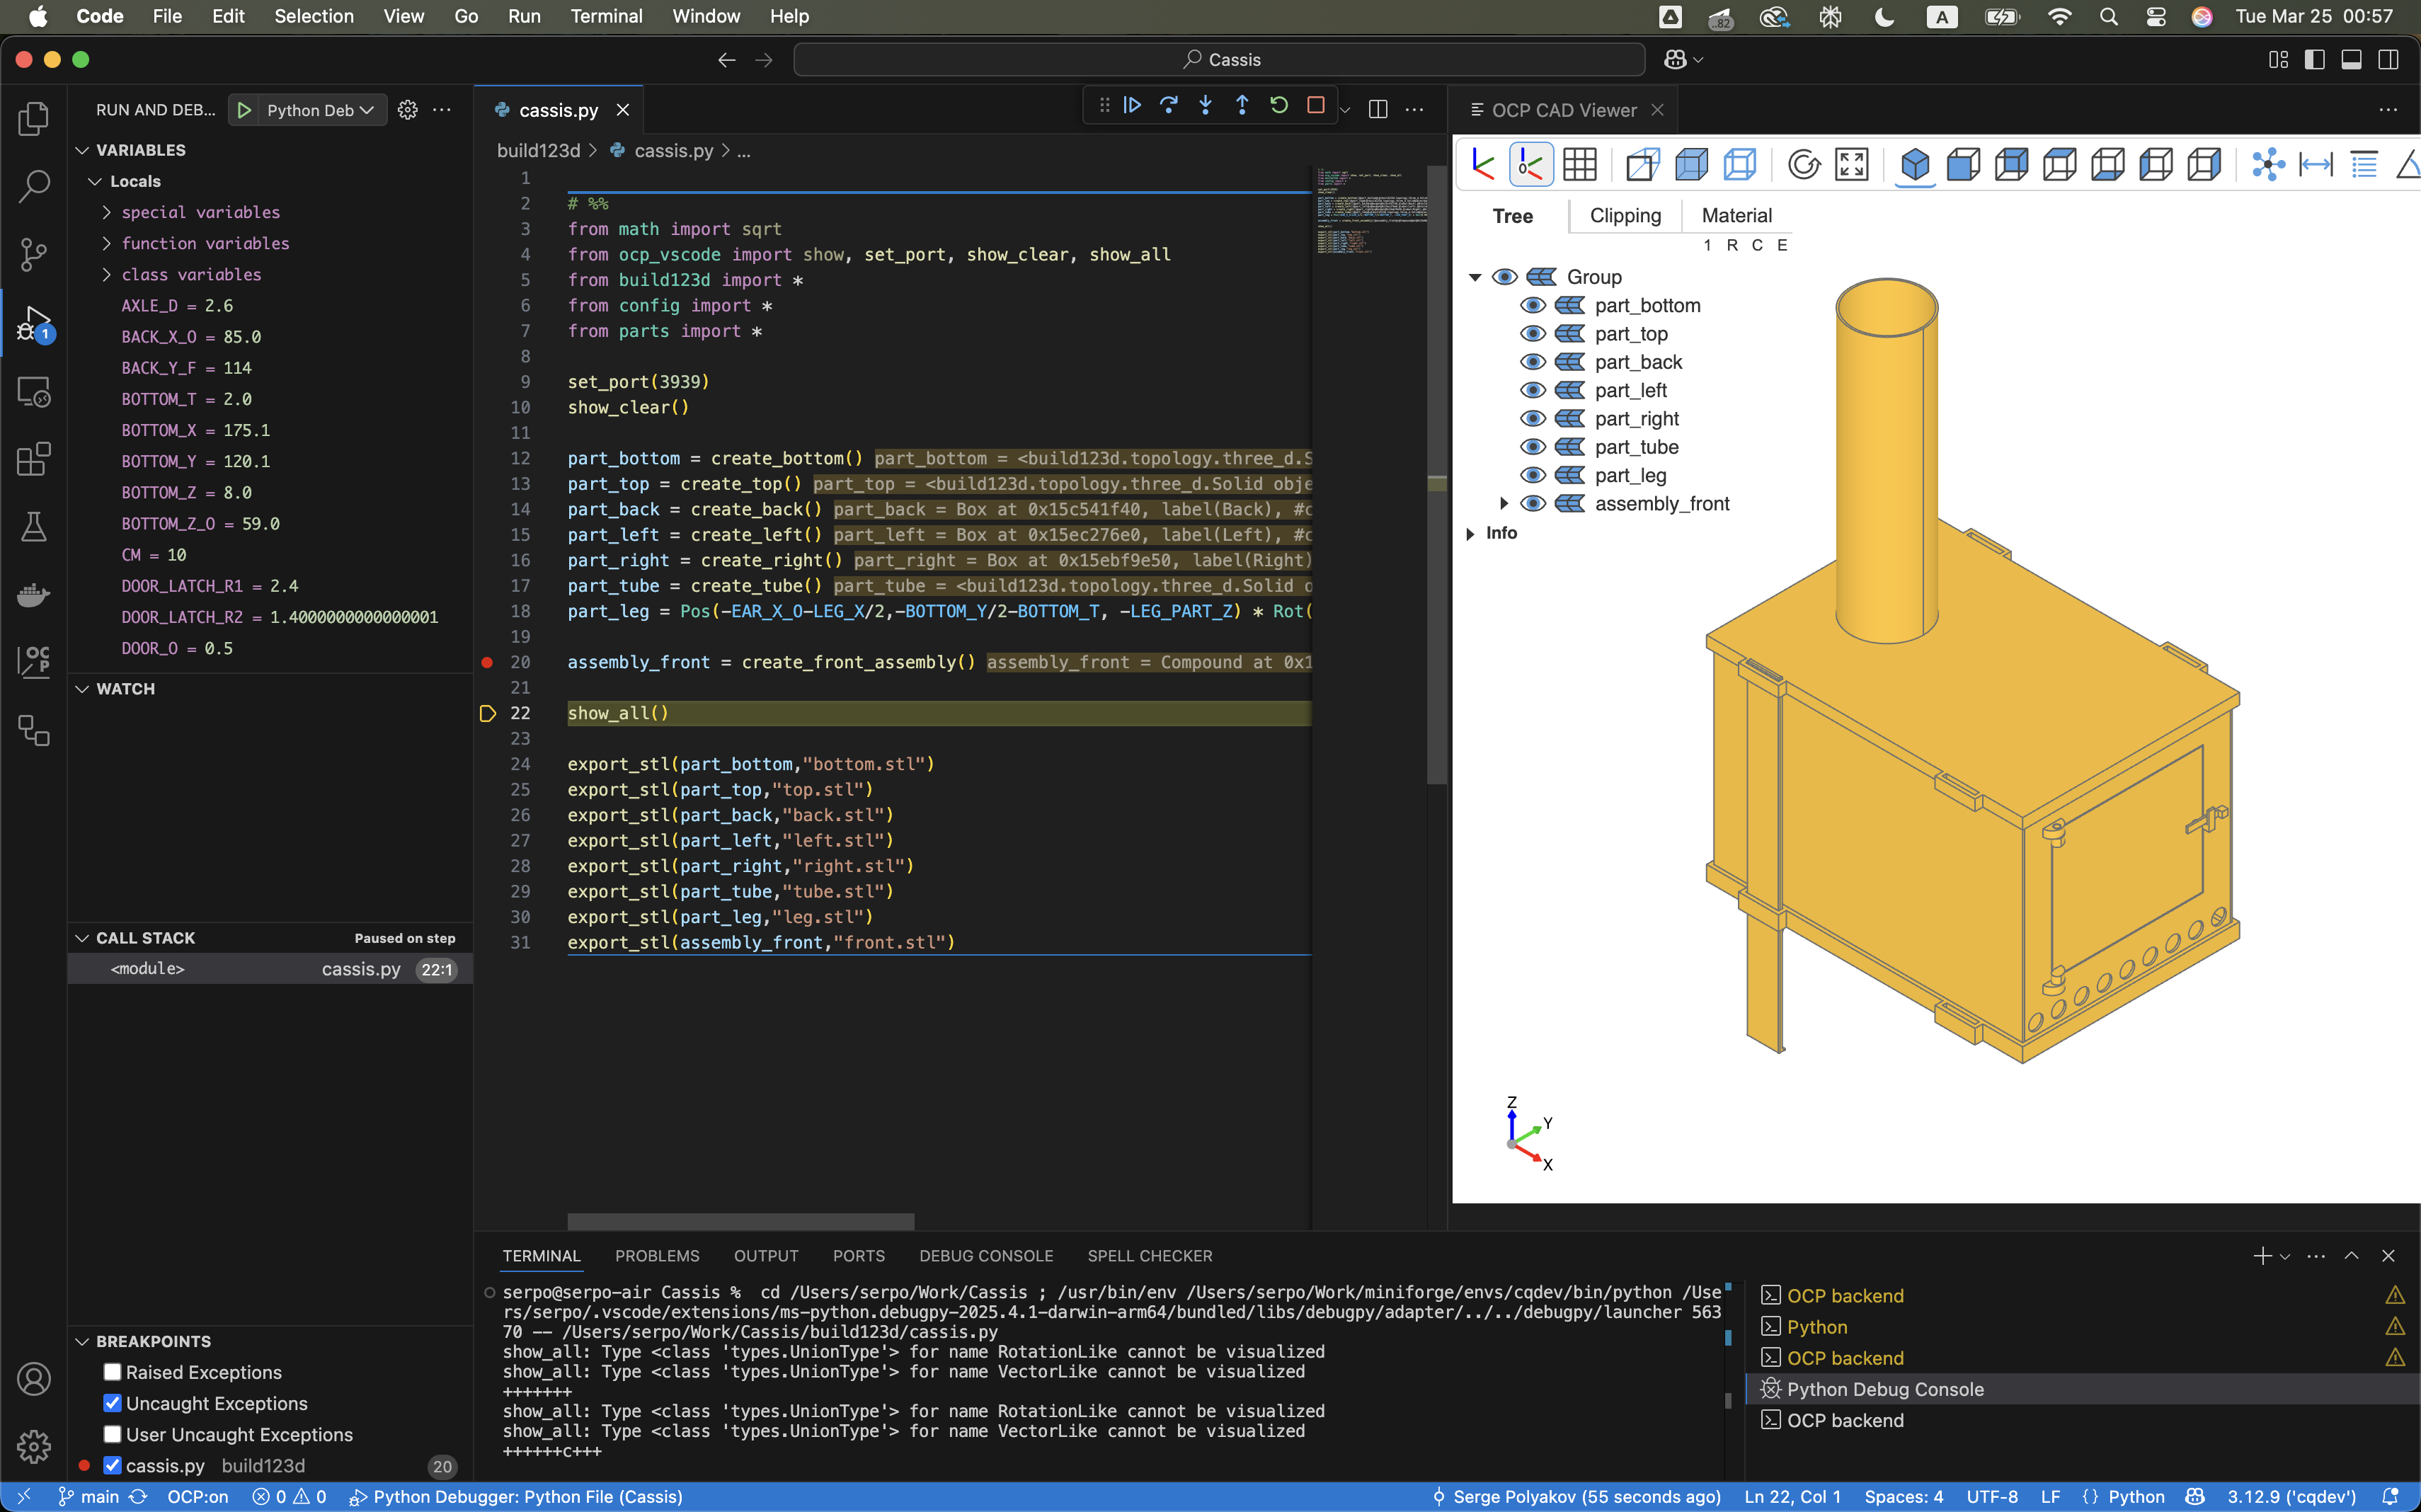 Code File Edit Selection View Go Run Terminal Window Help
82
A
Tue Mar 25 00:57
Cassis
RUN AND DEB... Python Deb
VARIABLES
Locals
special variables
function variables
class variables
AXLE_D = 2.6
BACK_X_O = 85.0
BACK_Y_F = 114
BOTTOM_T = 2.0
BOTTOM_X = 175.1
BOTTOM_Y = 120.1
BOTTOM_Z = 8.0
BOTTOM_Z_O = 59.0
CM = 10
DOOR_LATCH_R1 = 2.4
DOOR_LATCH_R2 = 1.4000000000000001
DOOR_O = 0.5
WATCH
CALL STACK Paused on step
<module> cassis.py 22:1
BREAKPOINTS
Raised Exceptions
Uncaught Exceptions
User Uncaught Exceptions
cassis.py build123d 20
1
OC
P
cassis.py
build123d > cassis.py > ...
1
2 # %%
3 from math import sqrt
4 from ocp_vscode import show, set_port, show_clear, show_all
5 from build123d import *
6 from config import *
7 from parts import *
8
9 set_port(3939)
10 show_clear()
11
12 part_bottom = create_bottom() part_bottom = <build123d.topology.three_d.S
13 part_top = create_top() part_top = <build123d.topology.three_d.Solid obje
14 part_back = create_back() part_back = Box at 0x15c541f40, label(Back), #c
15 part_left = create_left() part_left = Box at 0x15ec276e0, label(Left), #c
16 part_right = create_right() part_right = Box at 0x15ebf9e50, label(Right)
17 part_tube = create_tube() part_tube = <build123d.topology.three_d.Solid o
18 part_leg = Pos(-EAR_X_O-LEG_X/2,-BOTTOM_Y/2-BOTTOM_T, -LEG_PART_Z) * Rot(
19
20 assembly_front = create_front_assembly() assembly_front = Compound at 0x1
21
22 show_all()
23
24 export_stl(part_bottom,"bottom.stl")
25 export_stl(part_top,"top.stl")
26 export_stl(part_back,"back.stl")
27 export_stl(part_left,"left.stl")
28 export_stl(part_right,"right.stl")
29 export_stl(part_tube,"tube.stl")
30 export_stl(part_leg,"leg.stl")
31 export_stl(assembly_front,"front.stl")
OCP CAD Viewer
0
Tree Clipping Material
1 R C E
Group
part_bottom
part_top
part_back
part_left
part_right
part_tube
part_leg
assembly_front
Info
Z
Y
X
TERMINAL PROBLEMS OUTPUT PORTS DEBUG CONSOLE SPELL CHECKER
serpo@serpo-air Cassis % cd /Users/serpo/Work/Cassis ; /usr/bin/env /Users/serpo/Work/miniforge/envs/cqdev/bin/python /Use
rs/serpo/.vscode/extensions/ms-python.debugpy-2025.4.1-darwin-arm64/bundled/libs/debugpy/adapter/../../debugpy/launcher 563
70 -- /Users/serpo/Work/Cassis/build123d/cassis.py
show_all: Type <class 'types.UnionType'> for name RotationLike cannot be visualized
show_all: Type <class 'types.UnionType'> for name VectorLike cannot be visualized
+++++++
show_all: Type <class 'types.UnionType'> for name RotationLike cannot be visualized
show_all: Type <class 'types.UnionType'> for name VectorLike cannot be visualized
++++++c+++
OCP backend
Python
OCP backend
Python Debug Console
OCP backend
main OCP:on 0 0 Python Debugger: Python File (Cassis)
Serge Polyakov (55 seconds ago) Ln 22, Col 1 Spaces: 4 UTF-8 LF {} Python 3.12.9 ('cqdev')